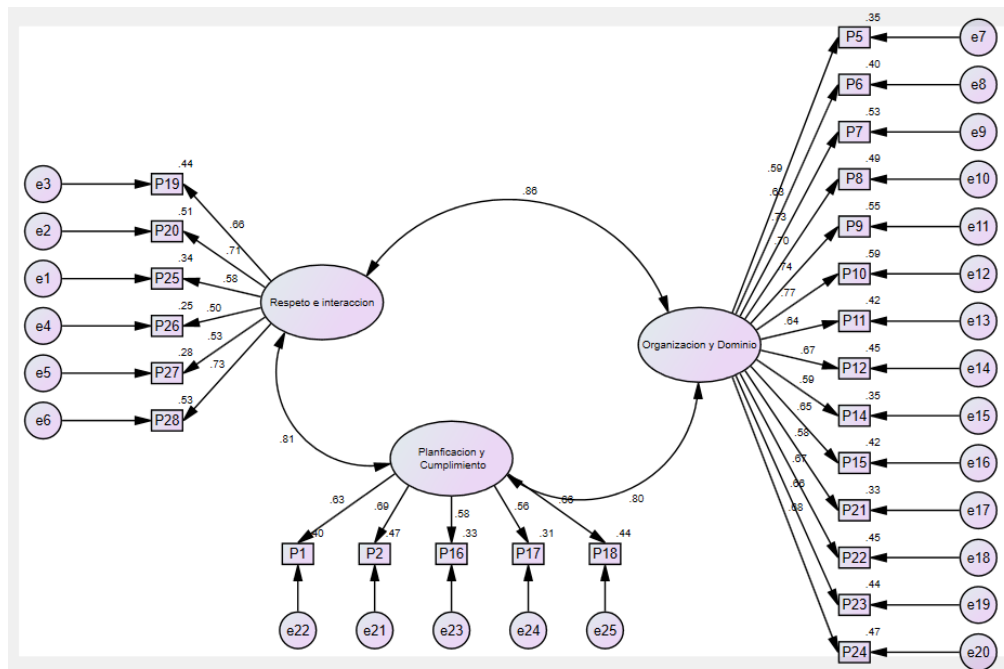 .35
P5
e7
.40
P6
e8
.53
P7
e9
.49
P8
e10
.55
P9
e11
.59
P10
e12
.42
P11
e13
.45
P12
e14
.35
P14
e15
.42
P15
e16
.33
P21
e17
.45
P22
e18
.44
P23
e19
.47
P24
e20
.59
.63
.73
.70
.74
.77
.64
.67
.59
.65
.58
.67
.66
.68
Organizacion y Dominio
.86
.44
e3
P19
.66
.51
e2
P20
.71
.34
e1
P25
.58
.25
e4
P26
.50
.28
e5
P27
.53
.53
e6
P28
.73
Respeto e interaccion
.81
.80
Planficacion y
Cumplimiento
.63
.69
.58
.56
.66
.40
.47
.33
.31
.44
P1
P2
P16
P17
P18
e22
e21
e23
e24
e25